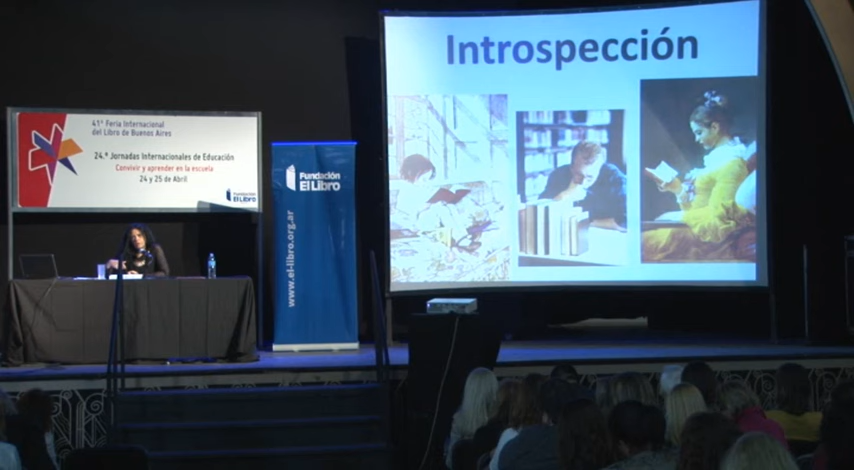 41ª Feria Internacional
del Libro de Buenos Aires
24.ª Jornadas Internacionales de Educación
Convivir y aprender en la escuela
24 y 25 de Abril
Fundación
El Libro
Fundación
El Libro
www.el-libro.org.ar
Introspección